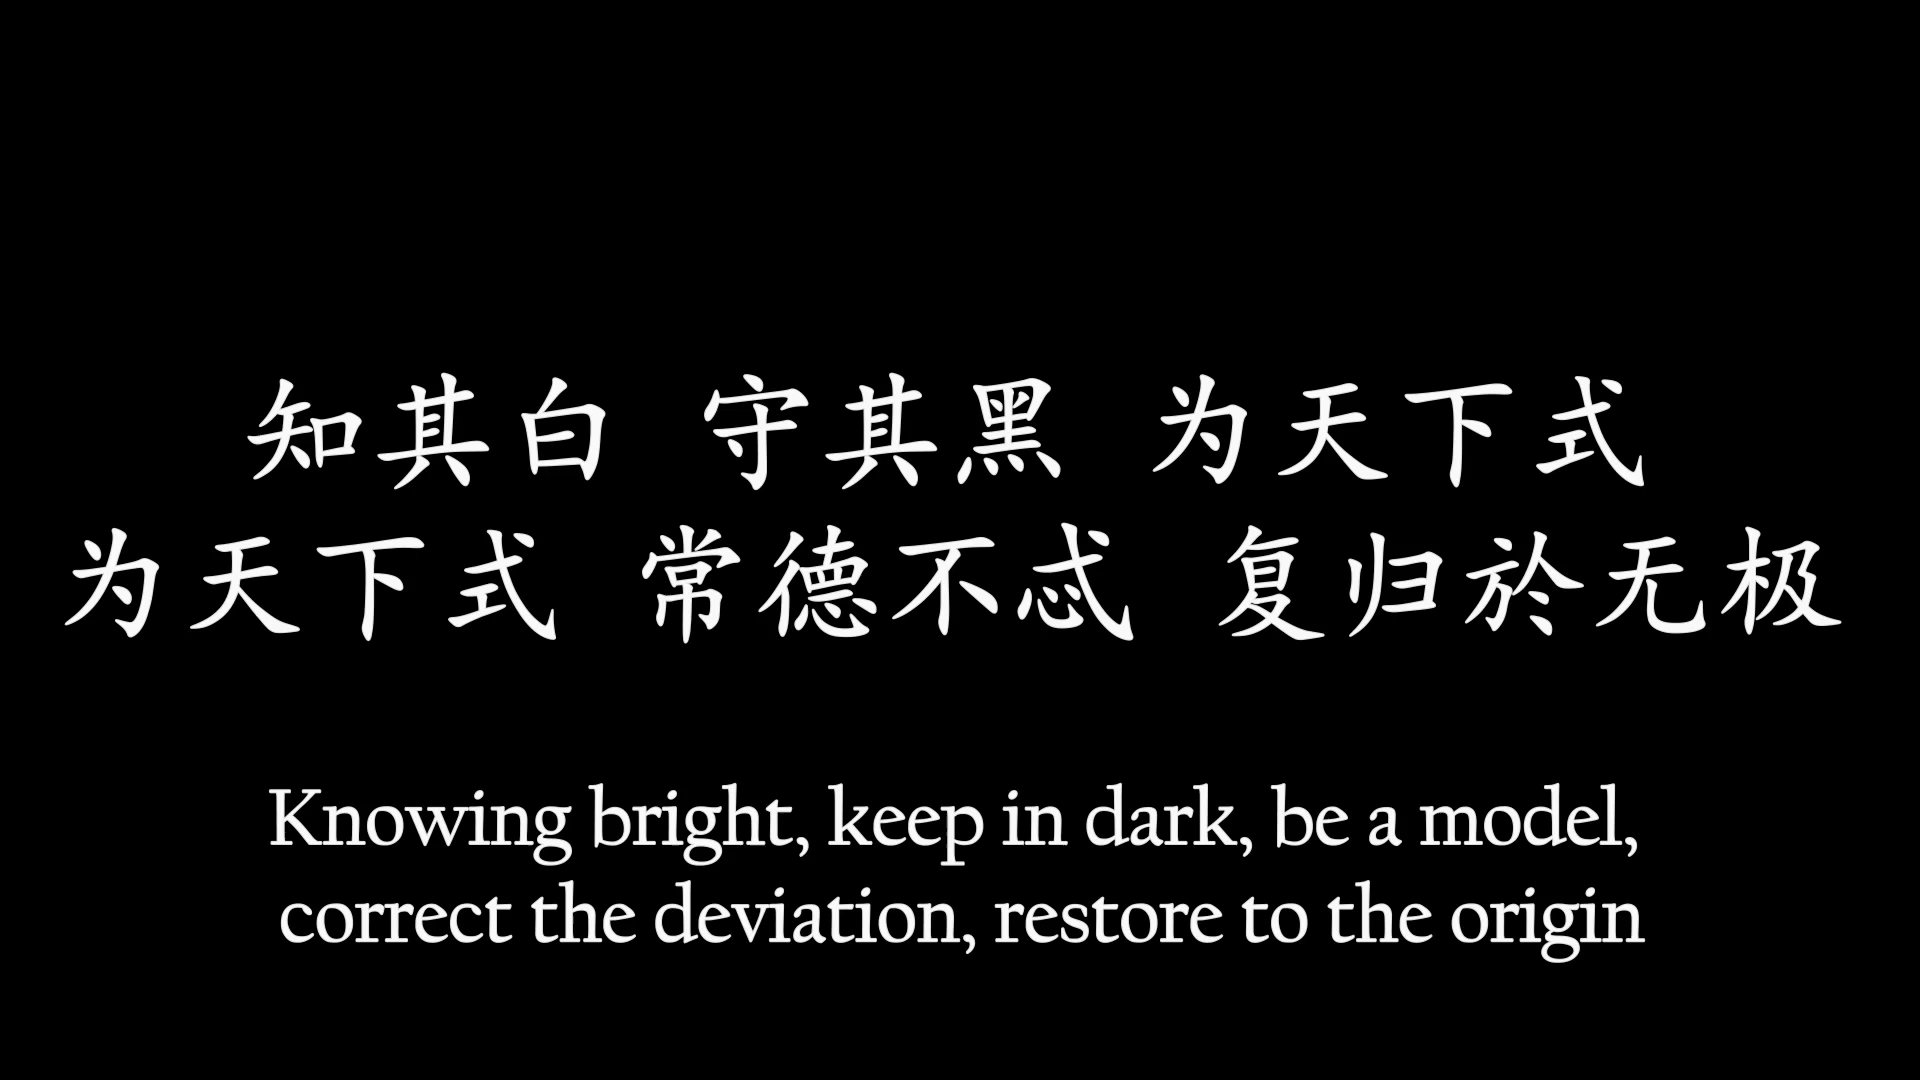 知其白 守其黑 为天下式
为天下式 常德不忒 复归於无极
Knowing bright, keep in dark, be a model,
correct the deviation, restore to the origin